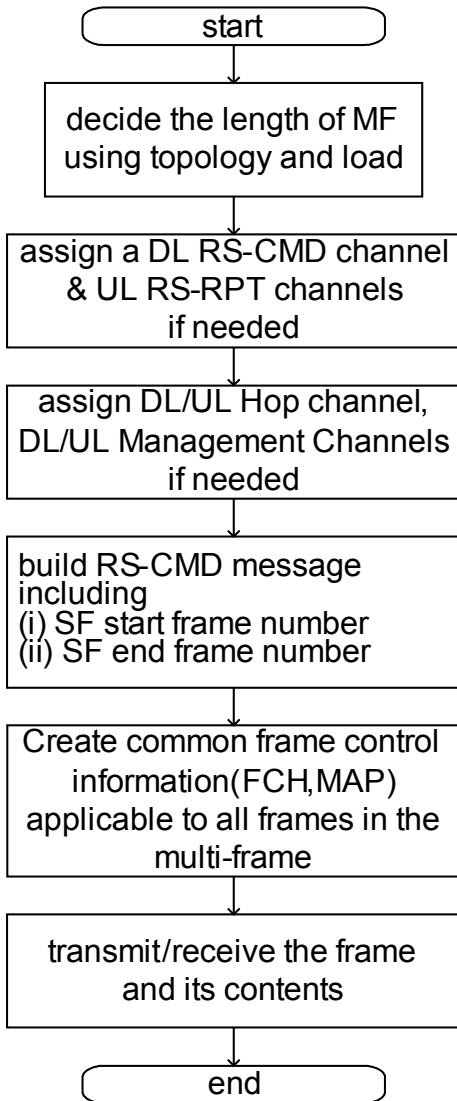 start
decide the length of MF
using topology and load
assign a DL RS-CMD channel
& UL RS-RPT channels
if needed
assign DL/UL Hop channel,
DL/UL Management Channels
if needed
build RS-CMD message
including
(i) SF start frame number
(ii) SF end frame number
Create common frame control
information(FCH,MAP)
applicable to all frames in the
multi-frame
transmit/receive the frame
and its contents
end